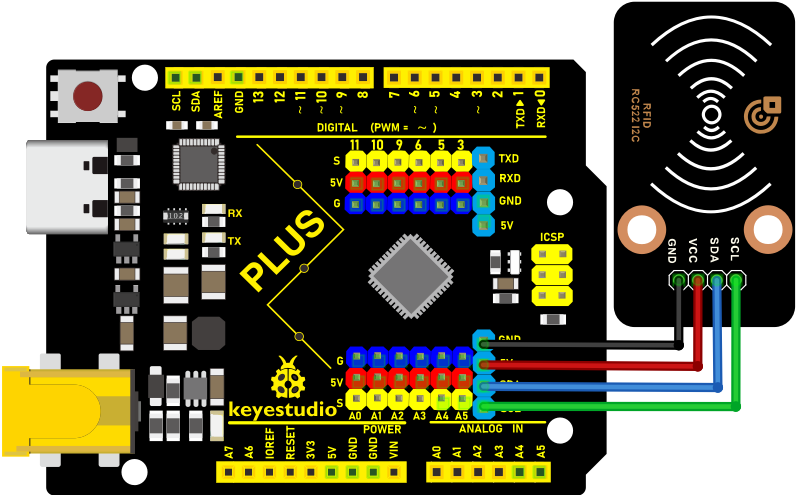 SCL SDA AREF GND 13 12 ~11 ~10 ~9 8 7 ~6 ~5 4 ~3 2 TXD▶1 RXD◀0
DIGITAL (PWM = ~ )
11 10 9 6 5 3
S
5V
G
TXD
RXD
GND
5V
RX
TX
102
PLUS
ICSP
RFID
RC522 I2C
GND VCC SDA SCL
GND
G
5V
S
A0 A1 A2 A3 A4 A5
keyestudio
POWER
ANALOG IN
A7 A6 IOREF RESET 3V3 5V GND GND VIN A0 A1 A2 A3 A4 A5